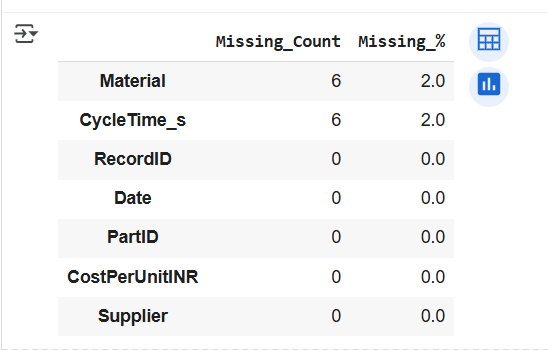 Missing_Count Missing_%
Material 6 2.0
CycleTime_s 6 2.0
RecordID 0 0.0
Date 0 0.0
PartID 0 0.0
CostPerUnitINR 0 0.0
Supplier 0 0.0